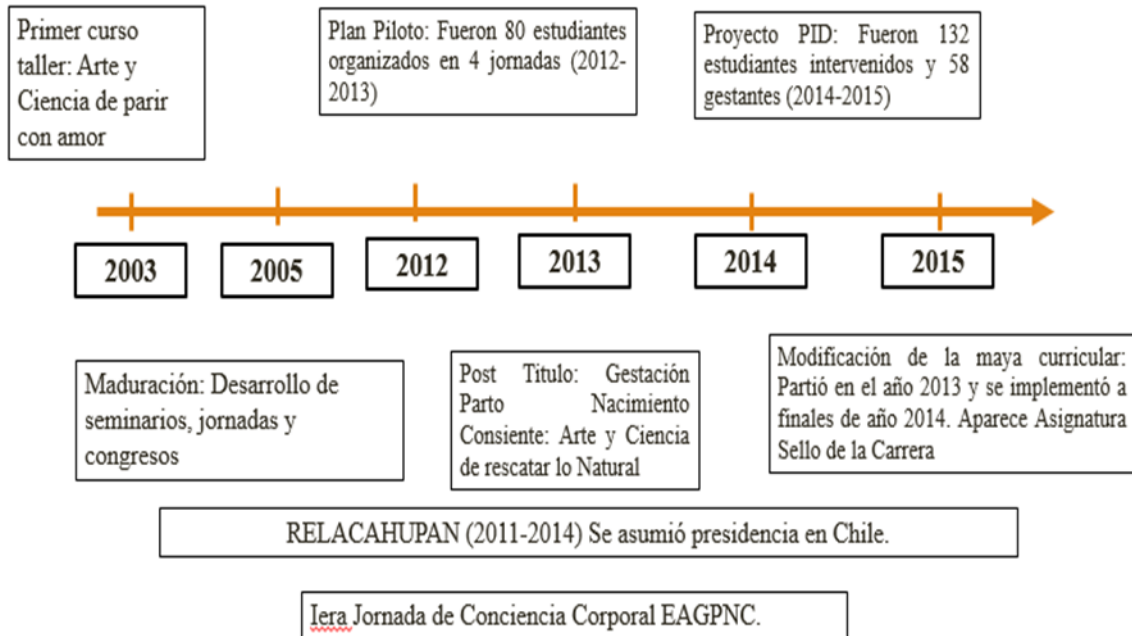 Primer curso
taller: Arte y
Ciencia de parir
con amor
Plan Piloto: Fueron 80 estudiantes
organizados en 4 jornadas (2012-
2013)
Proyecto PID: Fueron 132
estudiantes intervenidos y 58
gestantes (2014-2015)
2003
2005
2012
2013
2014
2015
Maduración: Desarrollo de
seminarios, jornadas y
congresos
Post Titulo: Gestación
Parto Nacimiento
Consiente: Arte y Ciencia
de rescatar lo Natural
Modificación de la maya curricular:
Partió en el año 2013 y se implementó a
finales de año 2014. Aparece Asignatura
Sello de la Carrera
RELACAHUPAN (2011-2014) Se asumió presidencia en Chile.
Iera Jornada de Conciencia Corporal EAGPNC.